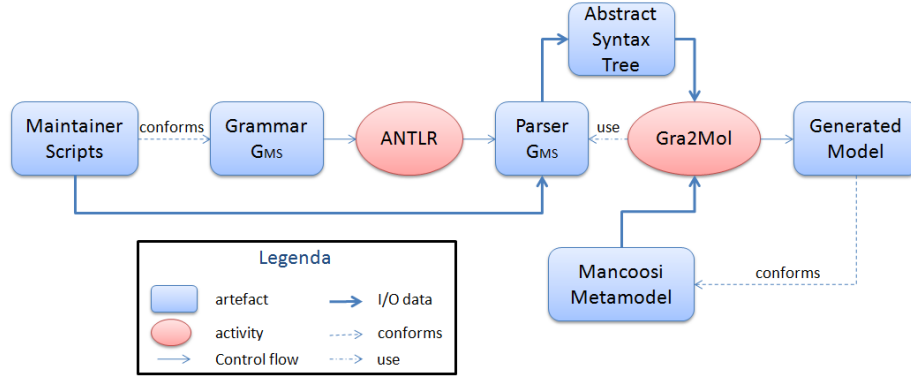 Abstract
Syntax
Tree
Maintainer
Scripts
conforms
Grammar
GMS
ANTLR
Parser
GMS
use
Gra2Mol
Generated
Model
Mancoosi
Metamodel
conforms
Legenda
artefact
I/O data
activity
conforms
Control flow
use